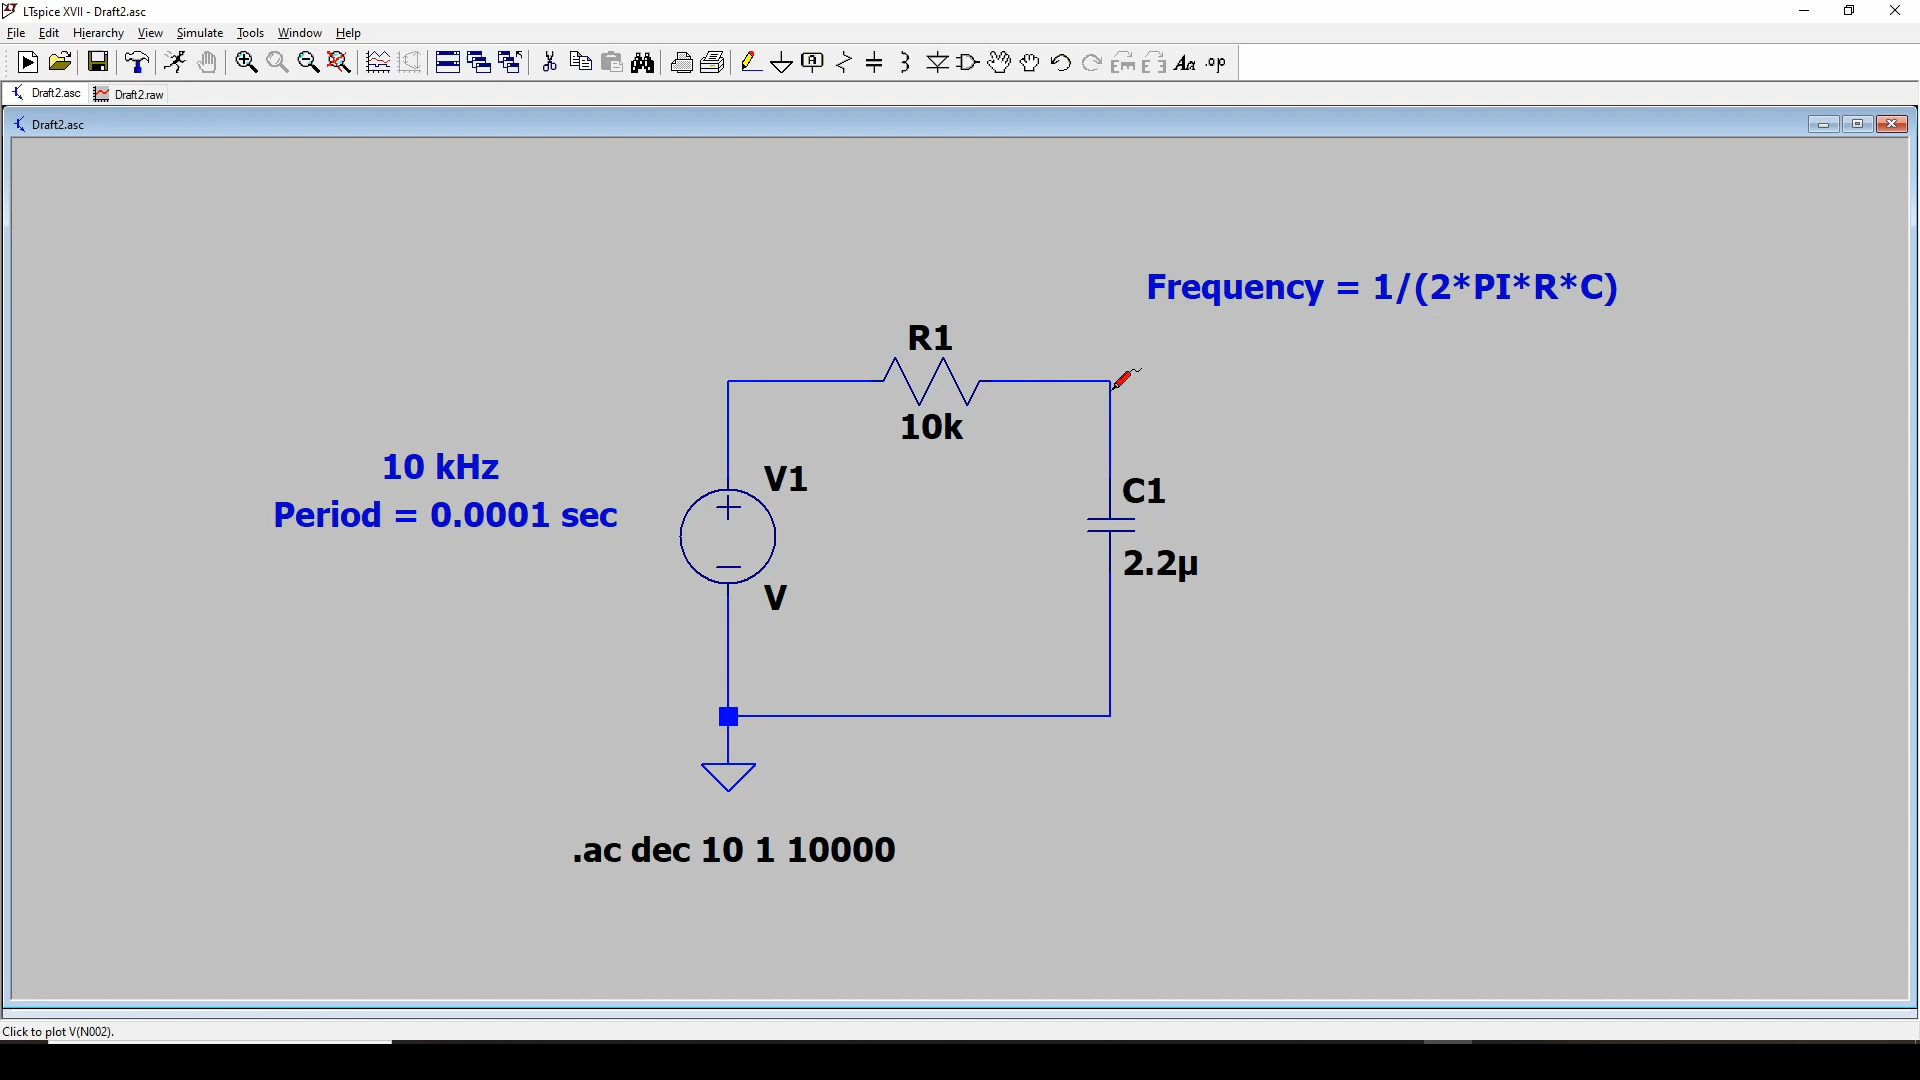 LTspice XVII - Draft2.asc
File Edit Hierarchy View Simulate Tools Window Help
A Aa .op
Draft2.asc Draft2.raw
Draft2.asc
Frequency = 1/(2*PI*R*C)
R1
10k
10 kHz
Period = 0.0001 sec
V1
V
C1
2.2µ
.ac dec 10 1 10000
Click to plot V(N002).